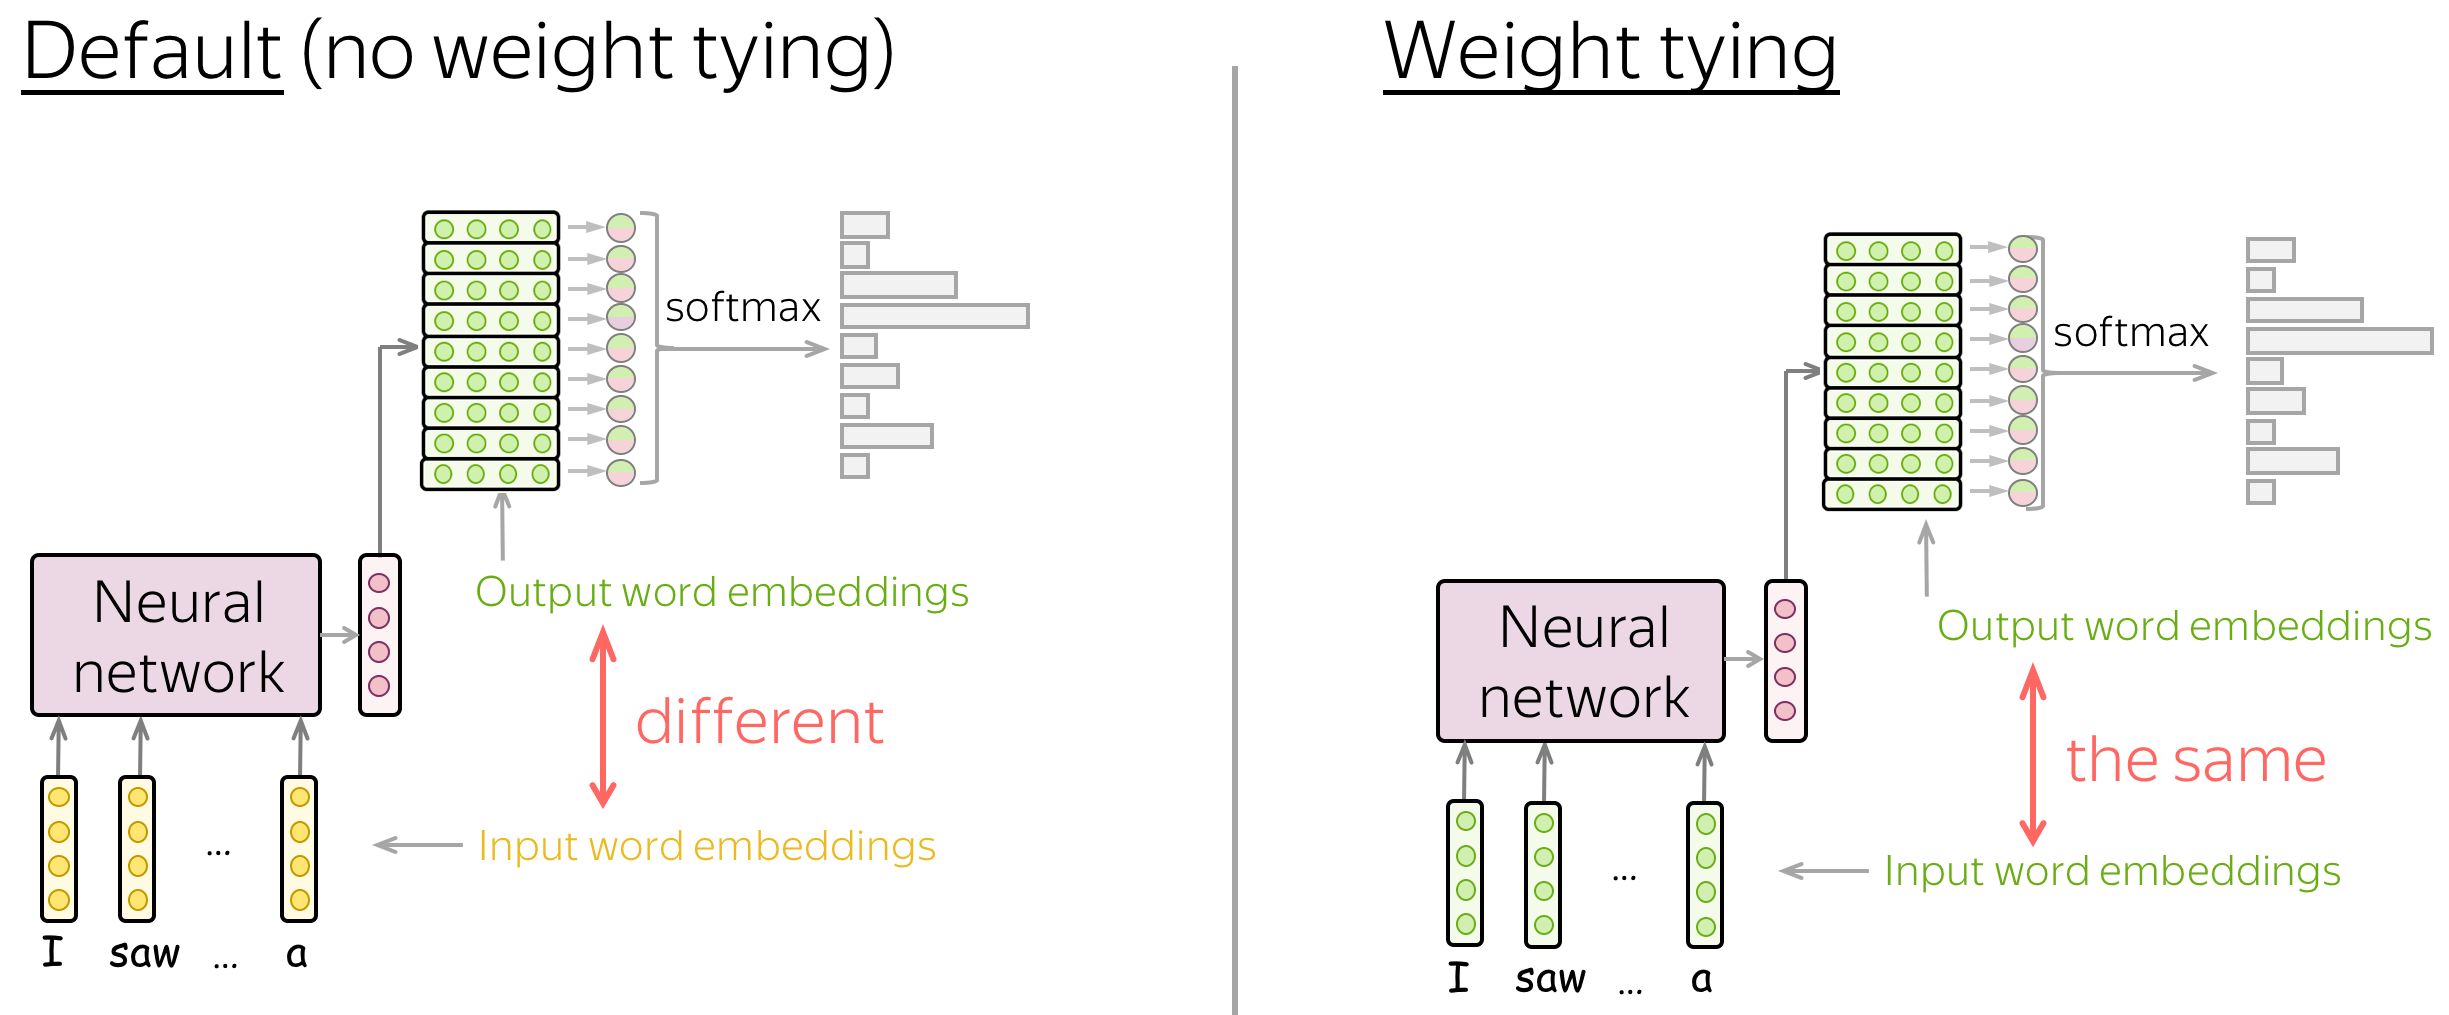 Default (no weight tying)
softmax
Output word embeddings
Neural
network
different
... Input word embeddings
I saw ... a
Weight tying
softmax
Output word embeddings
Neural
network
the same
... Input word embeddings
I saw ... a